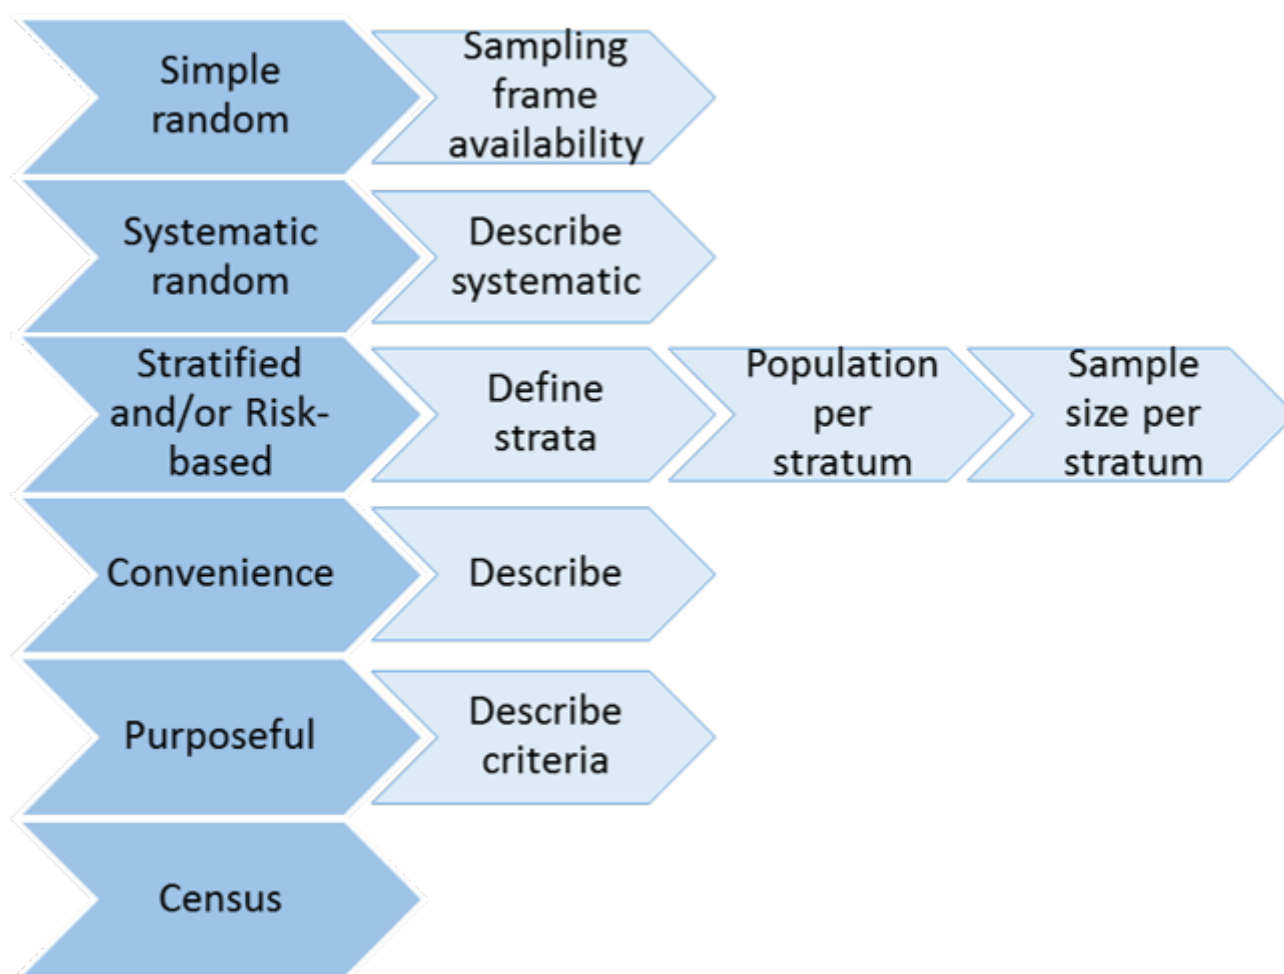 Simple
random
Sampling
frame
availability
Systematic
random
Describe
systematic
Stratified
and/or Risk-
based
Define
strata
Population
per
stratum
Sample
size per
stratum
Convenience
Describe
Purposeful
Describe
criteria
Census